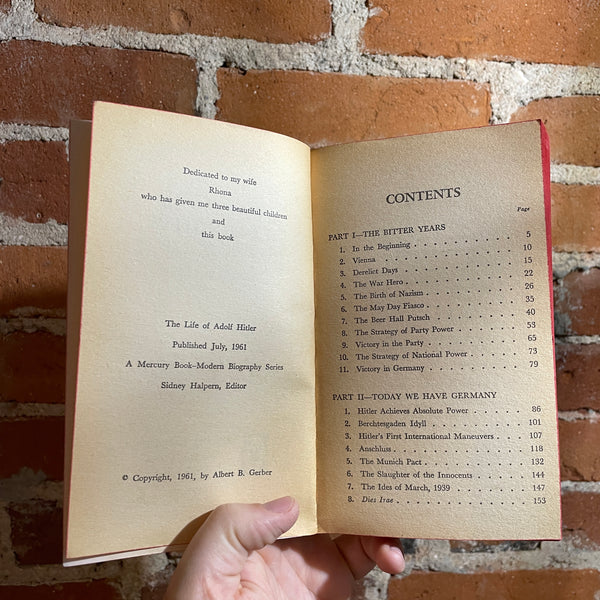 Dedicated to my wife
Rhona
who has given me three beautiful children
and
this book
The Life of Adolf Hitler
Published July, 1961
A Mercury Book–Modern Biography Series
Sidney Halpern, Editor
© Copyright, 1961, by Albert B. Gerber
CONTENTS
Page
PART I—THE BITTER YEARS
1. In the Beginning . . . . . . . . . . . 5
2. Vienna . . . . . . . . . . . . . . 10
3. Derelict Days . . . . . . . . . . . . 15
4. The War Hero . . . . . . . . . . . . 22
5. The Birth of Nazism . . . . . . . . . . 26
6. The May Day Fiasco . . . . . . . . . . 35
7. The Beer Hall Putsch . . . . . . . . . . 40
8. The Strategy of Party Power . . . . . . . . 53
9. Victory in the Party . . . . . . . . . . 65
10. The Strategy of National Power . . . . . . . 73
11. Victory in Germany . . . . . . . . . . 79
PART II—TODAY WE HAVE GERMANY
1. Hitler Achieves Absolute Power . . . . . . . 86
2. Berchtesgaden Idyll . . . . . . . . . . 101
3. Hitler's First International Maneuvers . . . . . 107
4. Anschluss . . . . . . . . . . . . . 118
5. The Munich Pact . . . . . . . . . . . 132
6. The Slaughter of the Innocents . . . . . . . 144
7. The Ides of March, 1939 . . . . . . . . . 147
8. Dies Irae . . . . . . . . . . . . . 153